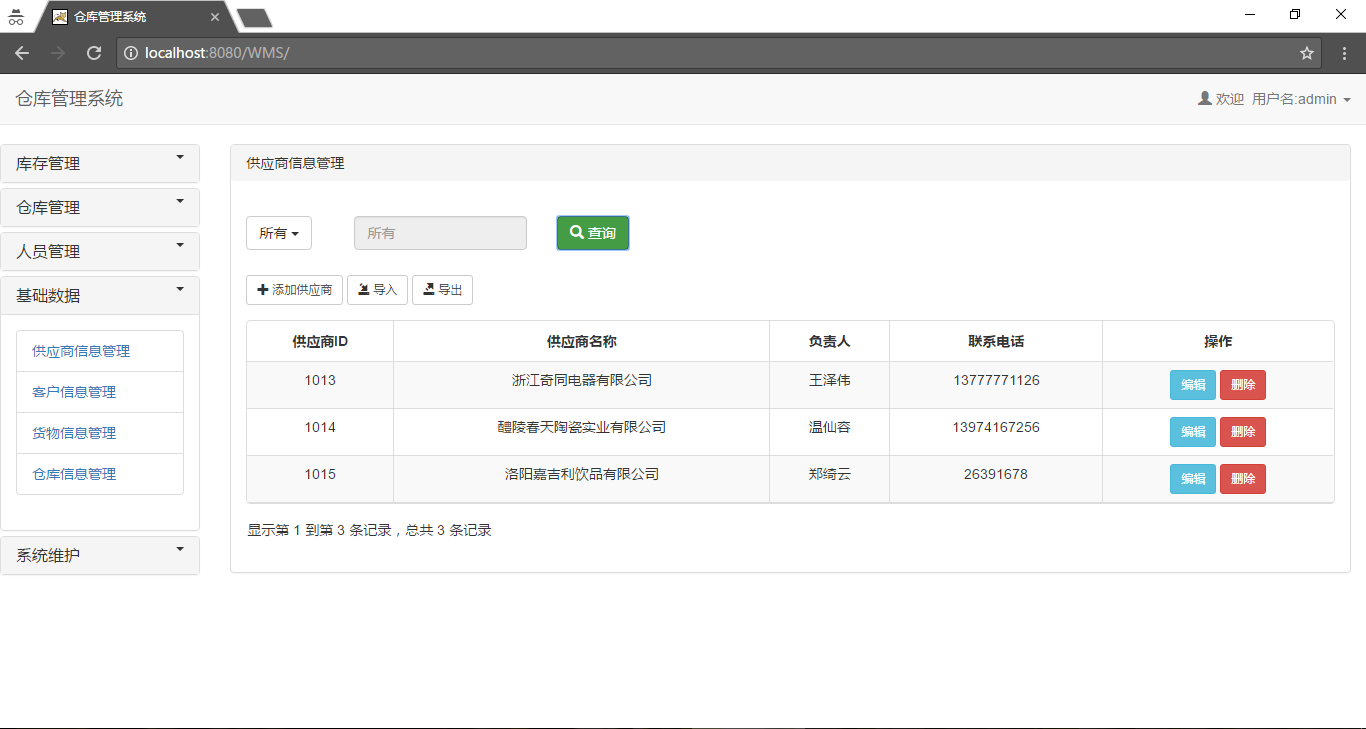 仓库管理系统
localhost:8080/WMS/
仓库管理系统
欢迎 用户名:admin
库存管理
仓库管理
人员管理
基础数据
供应商信息管理
客户信息管理
货物信息管理
仓库信息管理
系统维护
供应商信息管理
所有 所有 查询
添加供应商 导入 导出
供应商ID 供应商名称 负责人 联系电话 操作
1013 浙江奇同电器有限公司 王泽伟 13777771126 编辑 删除
1014 醴陵春天陶瓷实业有限公司 温仙容 13974167256 编辑 删除
1015 洛阳嘉吉利饮品有限公司 郑绮云 26391678 编辑 删除
显示第 1 到第 3 条记录，总共 3 条记录